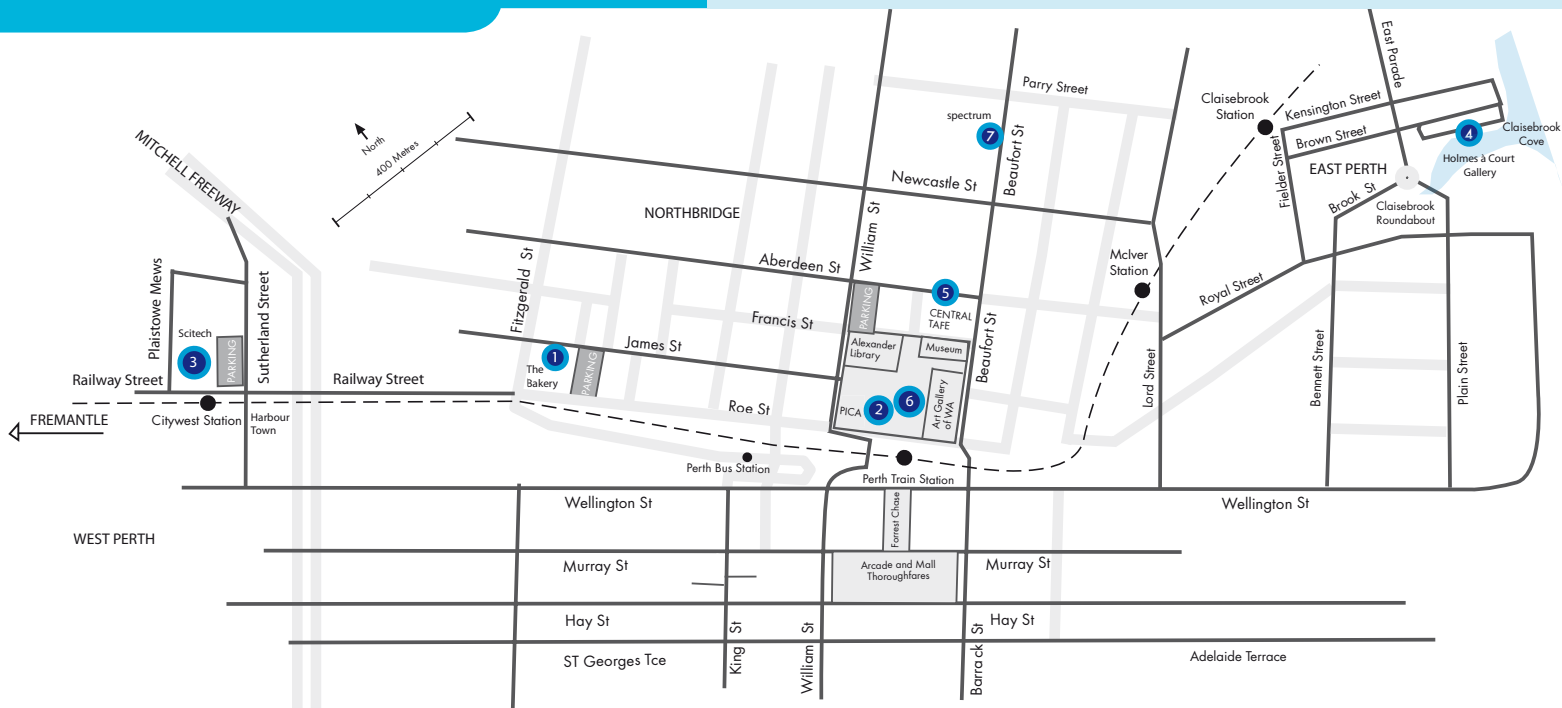 East Parade
Parry Street
Claisebrook
Station
Kensington Street
spectrum
7
Brown Street
4
Claisebrook
Cove
North
400 Metres
MITCHELL FREEWAY
Beaufort St
Fielder Street
EAST PERTH
Holmes à Court
Gallery
Newcastle St
Brook St
Claisebrook
Roundabout
NORTHBRIDGE
William St
Aberdeen St
McIver
Station
Royal Street
Fitzgerald St
Plaistowe Mews
Sutherland Street
5
CENTRAL
TAFE
PARKING
Francis St
Scitech
3
PARKING
James St
1
The
Bakery
PARKING
Alexander
Library
Museum
Beaufort St
Lord Street
Bennett Street
Plain Street
Railway Street
Railway Street
FREMANTLE
Citywest Station
Harbour
Town
Roe St
PICA
2
6
Art Gallery
of WA
Perth Bus Station
Perth Train Station
Wellington St
Wellington St
Forrest Chase
WEST PERTH
Murray St
Arcade and Mall
Thoroughfares
Murray St
Hay St
Hay St
ST Georges Tce
King St
William St
Barrack St
Adelaide Terrace